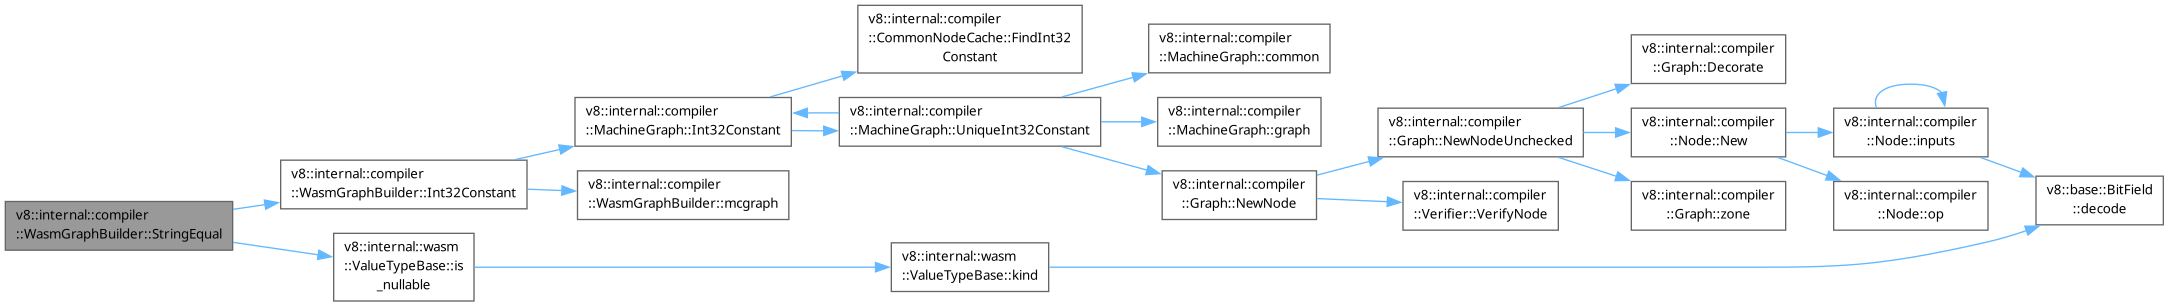 v8::internal::compiler
::WasmGraphBuilder::StringEqual
v8::internal::compiler
::WasmGraphBuilder::Int32Constant
v8::internal::wasm
::ValueTypeBase::is
_nullable
v8::internal::compiler
::MachineGraph::Int32Constant
v8::internal::compiler
::WasmGraphBuilder::mcgraph
v8::internal::compiler
::CommonNodeCache::FindInt32
Constant
v8::internal::compiler
::MachineGraph::UniqueInt32Constant
v8::internal::wasm
::ValueTypeBase::kind
v8::internal::compiler
::MachineGraph::common
v8::internal::compiler
::MachineGraph::graph
v8::internal::compiler
::Graph::NewNode
v8::internal::compiler
::Graph::NewNodeUnchecked
v8::internal::compiler
::Verifier::VerifyNode
v8::internal::compiler
::Graph::Decorate
v8::internal::compiler
::Node::New
v8::internal::compiler
::Graph::zone
v8::internal::compiler
::Node::inputs
v8::internal::compiler
::Node::op
v8::base::BitField
::decode